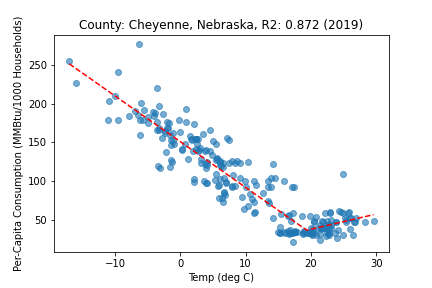 County: Cheyenne, Nebraska, R2: 0.872 (2019)
Per-Capita Consumption (MMBtu/1000 Households)
250
200
150
100
50
−10 0 10 20 30
Temp (deg C)